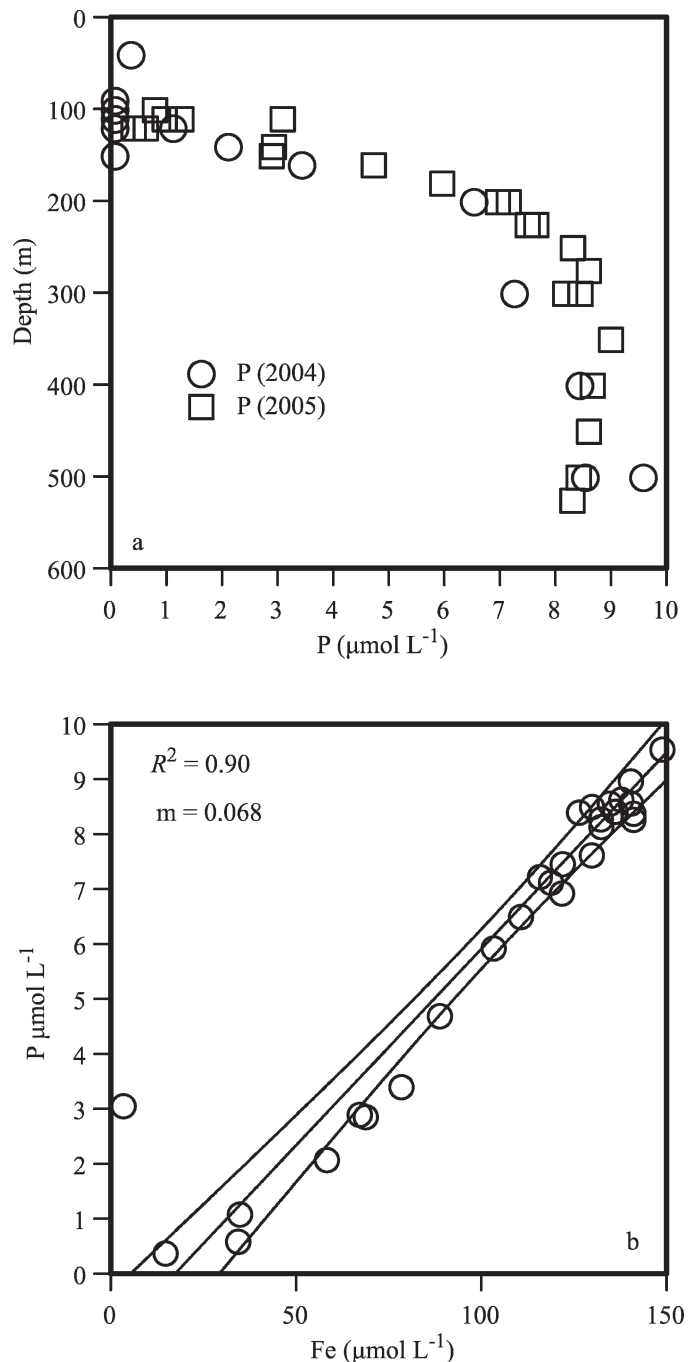 0
100
200
300
400
500
600
Depth (m)
P (2004)
P (2005)
a
0 1 2 3 4 5 6 7 8 9 10
P (μmol L⁻¹)
10
9
8
7
6
5
4
3
2
1
0
P μmol L⁻¹
R² = 0.90
m = 0.068
b
0 50 100 150
Fe (μmol L⁻¹)